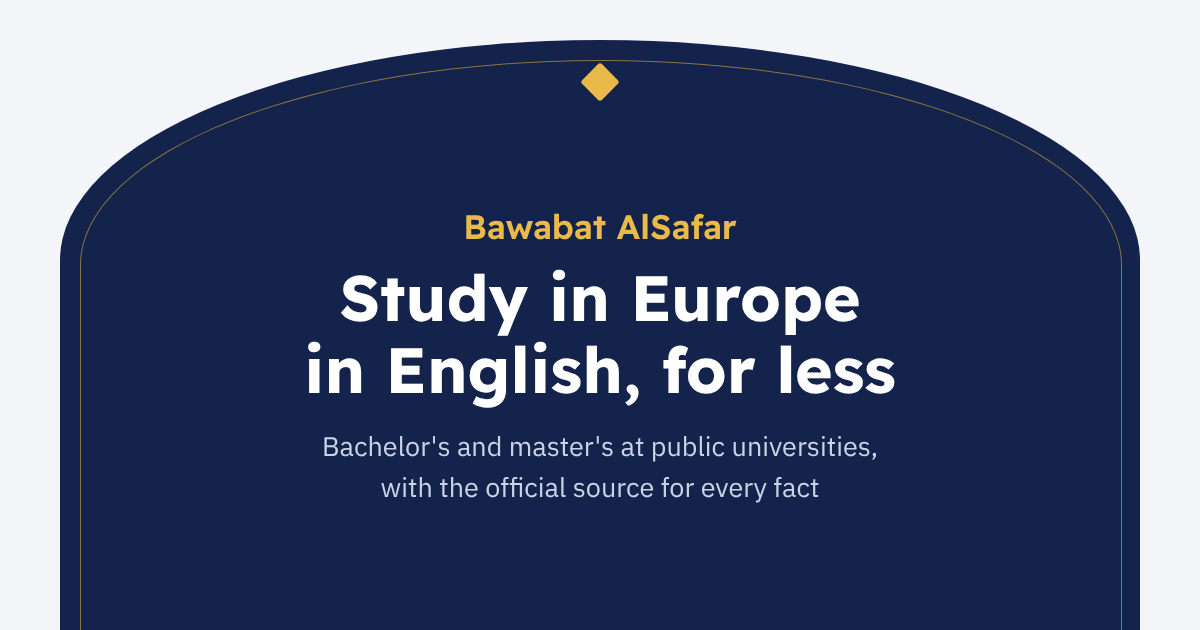 Bawabat AlSafar
Study in Europe
in English, for less
Bachelor's and master's at public universities,
with the official source for every fact